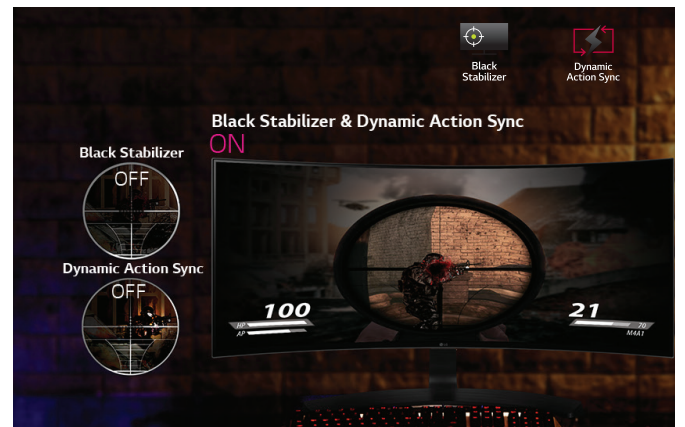 Black
Stabilizer
Dynamic
Action Sync
Black Stabilizer & Dynamic Action Sync
ON
Black Stabilizer
OFF
Dynamic Action Sync
OFF
100
HP
AP
21
70
M4A1
LG